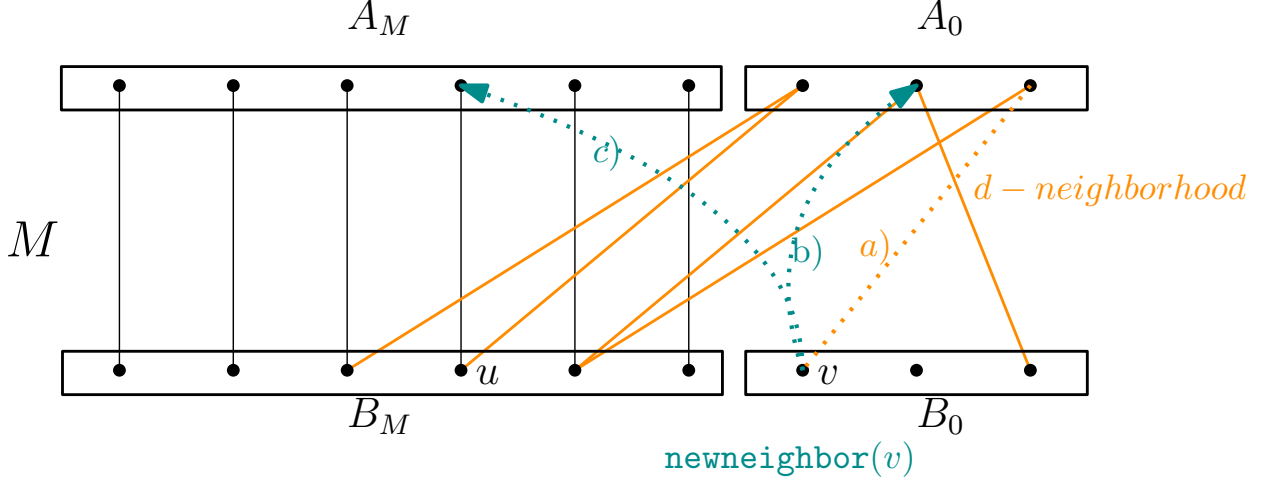 A_M A_0
c)
d − neighborhood
M b) a)
u v
B_M B_0
newneighbor(v)